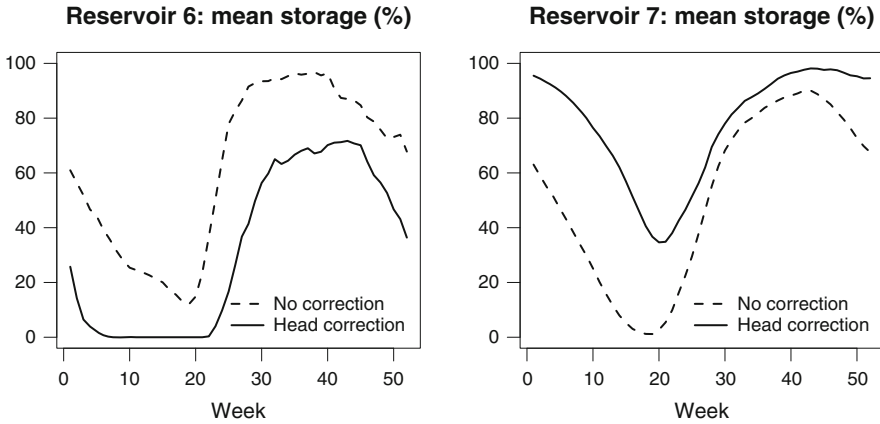 Reservoir 6: mean storage (%)
100
80
60
40
20
0
No correction
Head correction
0 10 20 30 40 50
Week
Reservoir 7: mean storage (%)
100
80
60
40
20
0
No correction
Head correction
0 10 20 30 40 50
Week